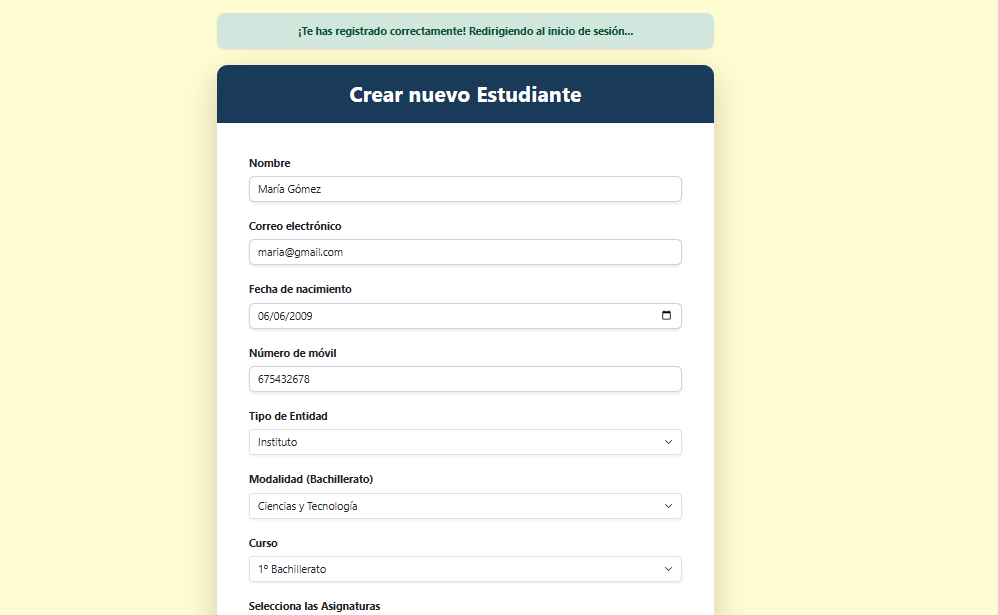 ¡Te has registrado correctamente! Redirigiendo al inicio de sesión...
Crear nuevo Estudiante
Nombre
María Gómez
Correo electrónico
maria@gmail.com
Fecha de nacimiento
06/06/2009
Número de móvil
675432678
Tipo de Entidad
Instituto
Modalidad (Bachillerato)
Ciencias y Tecnología
Curso
1º Bachillerato
Selecciona las Asignaturas